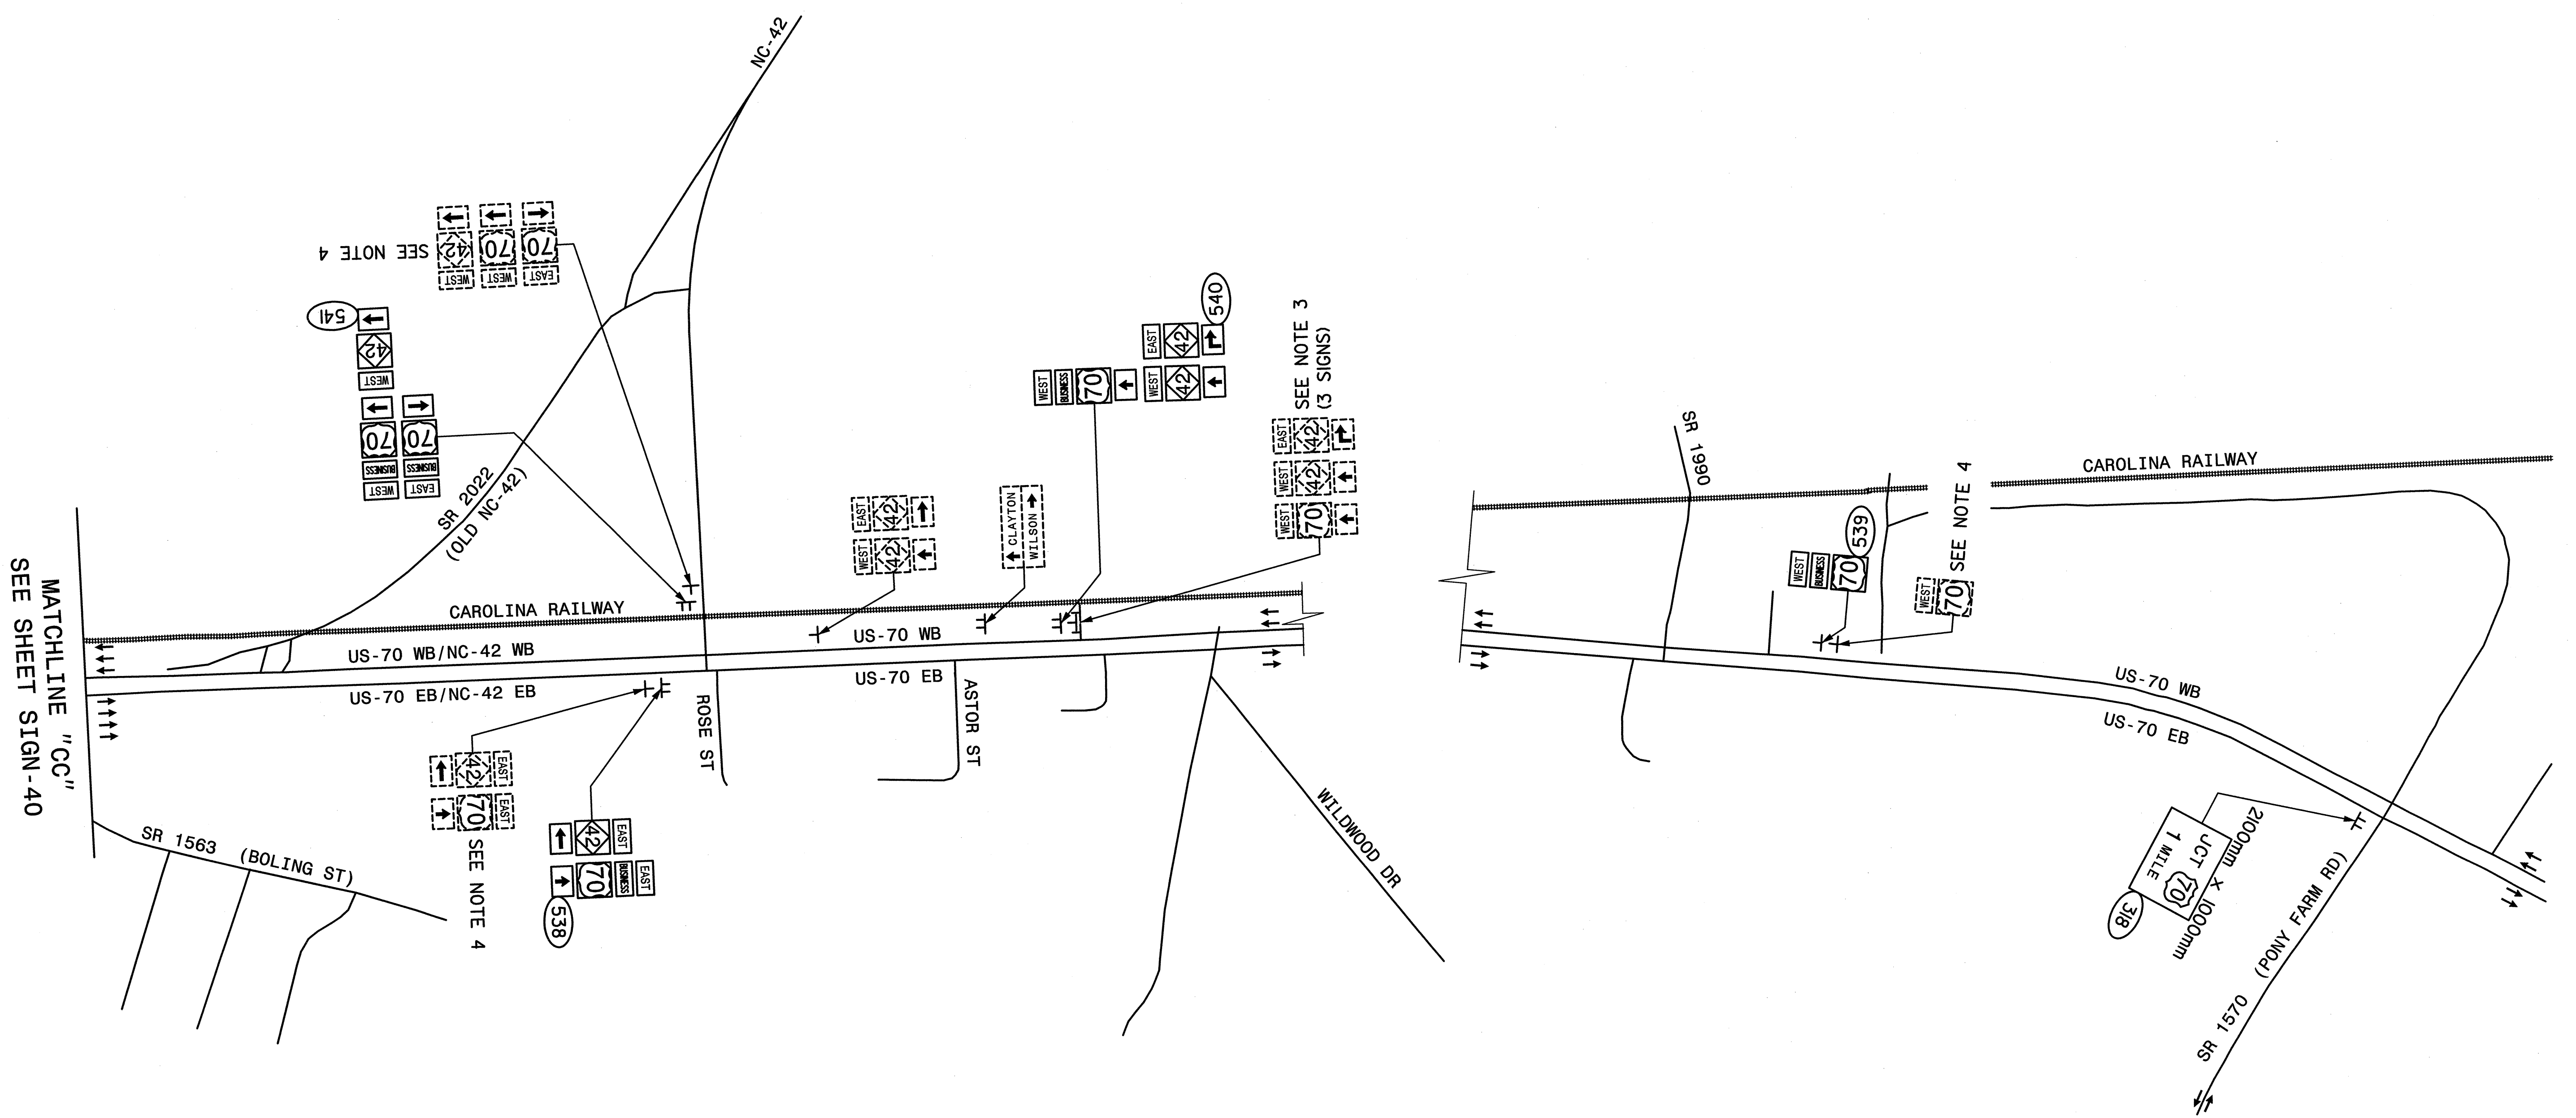 NC-42
SEE NOTE 4
42
70
70
WEST
WEST
EAST
541
42
WEST
70
70
BUSINESS
BUSINESS
WEST
EAST
SR 2022
(OLD NC-42)
EAST
42
WEST
42
CLAYTON
WILSON
540
EAST
42
WEST
BUSINESS
70
WEST
42
SEE NOTE 3
(3 SIGNS)
EAST
42
WEST
42
WEST
70
SR 1990
CAROLINA RAILWAY
SEE NOTE 4
539
WEST
BUSINESS
70
WEST
70
MATCHLINE "CC"
SEE SHEET SIGN-40
CAROLINA RAILWAY
US-70 WB/NC-42 WB
US-70 WB
US-70 EB/NC-42 EB
US-70 EB
ROSE ST
ASTOR ST
WILDWOOD DR
US-70 WB
US-70 EB
42
EAST
70
EAST
SEE NOTE 4
42
EAST
70
BUSINESS
EAST
538
SR 1563 (BOLING ST)
JCT 70
1 MILE
2100mm X 1000mm
318
SR 1570 (PONY FARM RD)